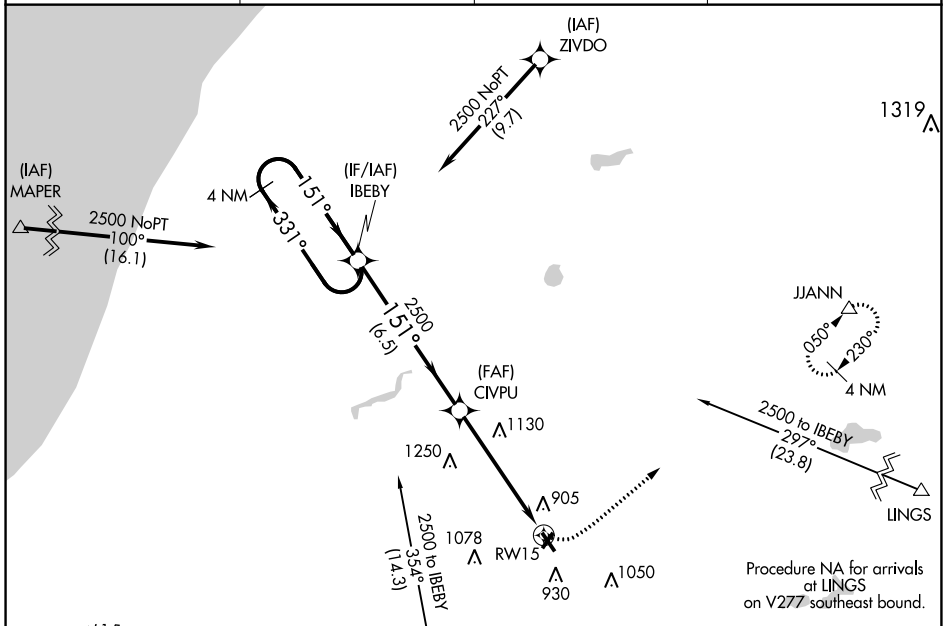 (IAF)
ZIVDO
2500 NoPT
227°
(9.7)
1319
(IAF)
MAPER
2500 NoPT
100°
(16.1)
4 NM
151°
331°
(IF/IAF)
IBEBY
2500
151°
(6.5)
JJANN
050°
230°
4 NM
(FAF)
CIVPU
1130
1250
2500 to IBEBY
297°
(23.8)
LINGS
905
1078
RW15
930
1050
2500 to IBEBY
354°
(14.3)
Procedure NA for arrivals
at LINGS
on V277 southeast bound.